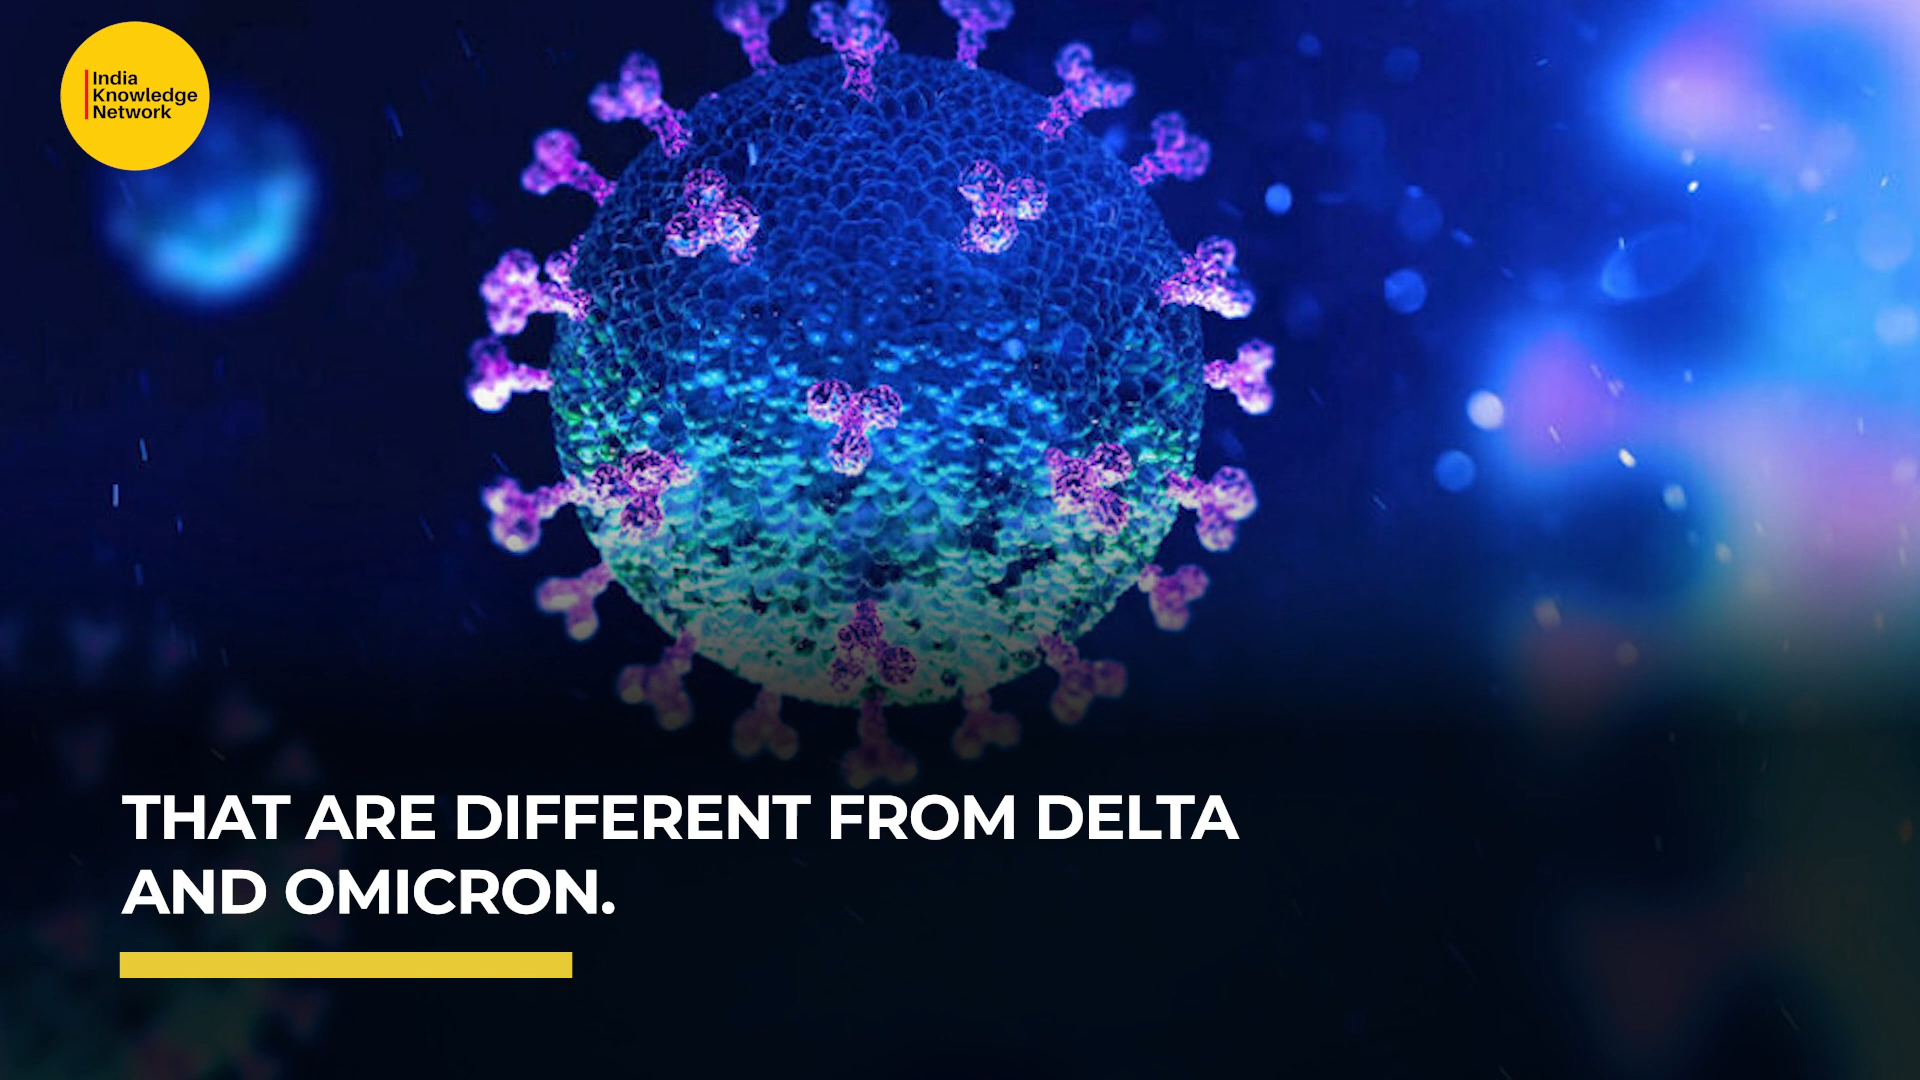 India
Knowledge
Network
THAT ARE DIFFERENT FROM DELTA
AND OMICRON.